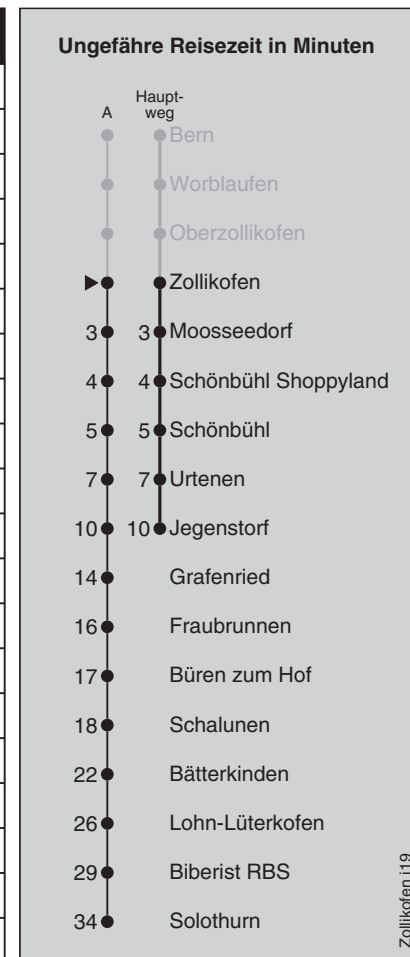 Ungefähre Reisezeit in Minuten
A
Haupt-
weg
Bern
Worblaufen
Oberzollikofen
Zollikofen
3 3 Moosseedorf
4 4 Schönbühl Shoppyland
5 5 Schönbühl
7 7 Urtenen
10 10 Jegenstorf
14 Grafenried
16 Fraubrunnen
17 Büren zum Hof
18 Schalunen
22 Bätterkinden
26 Lohn-Lüterkofen
29 Biberist RBS
34 Solothurn
Zollikofen i19